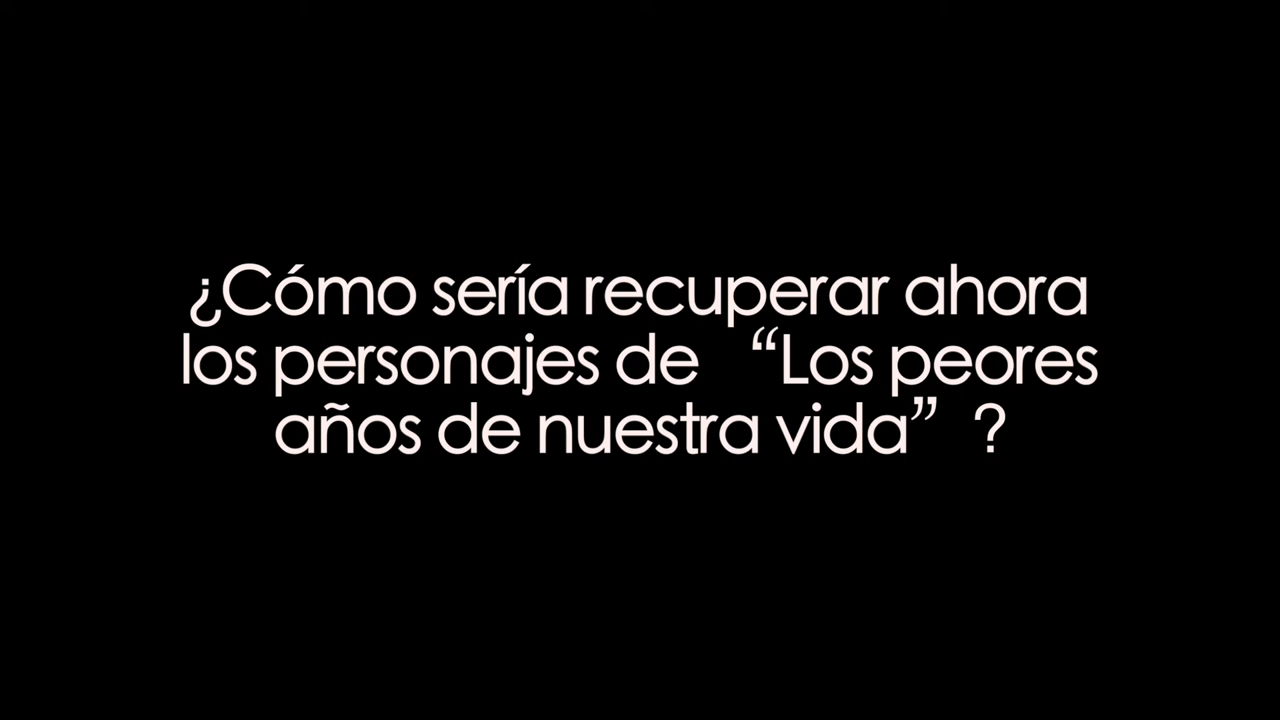 ¿Cómo sería recuperar ahora
los personajes de “Los peores
años de nuestra vida” ?